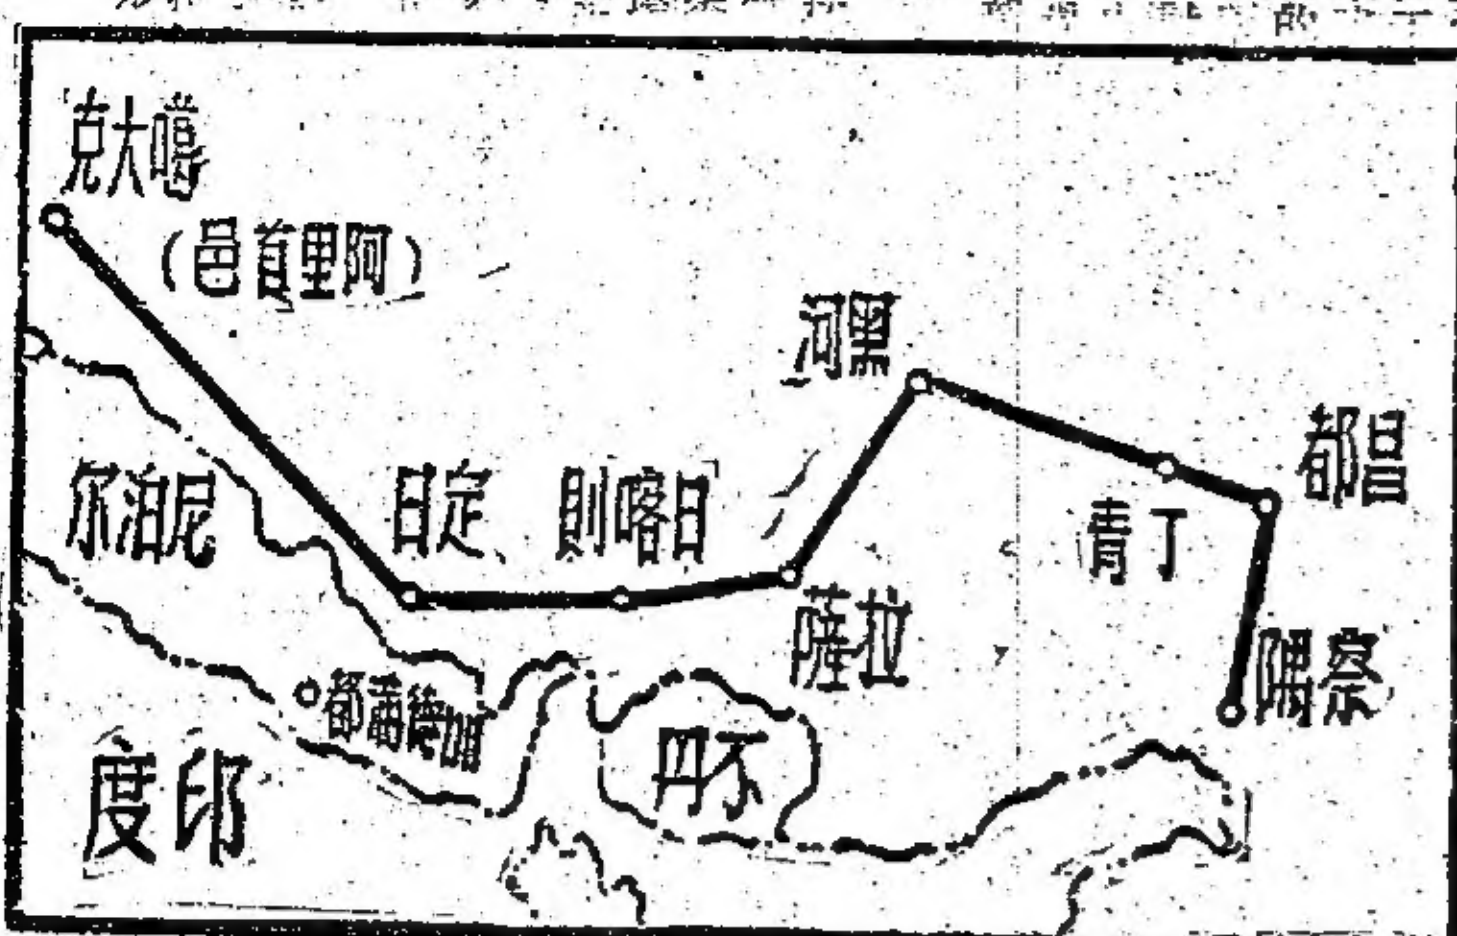 噶大克
(阿里首邑)
黑河
昌都
尼泊尔
定日
日喀則
丁青
拉薩
察隅
加德滿都
不丹
印度